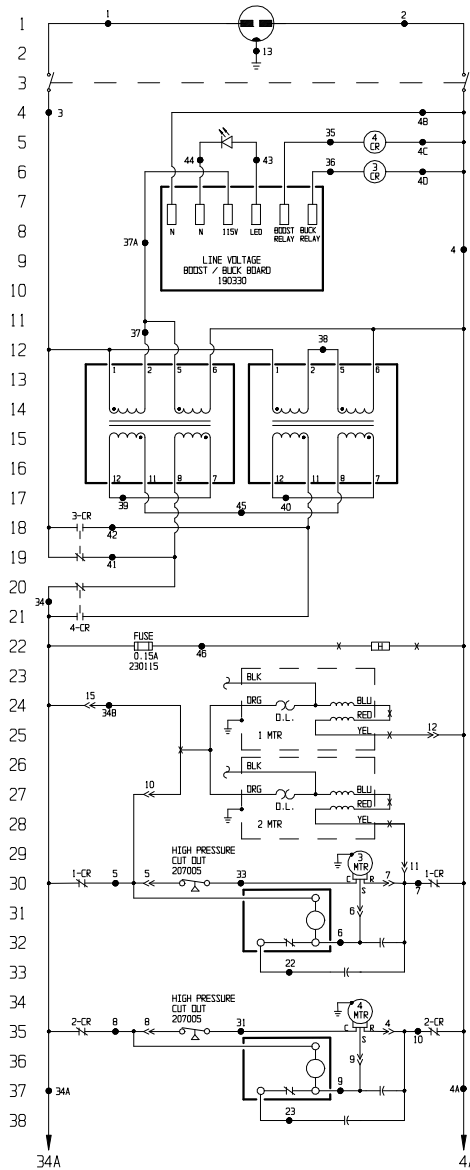 1 1 2
2 13
3
4 3 4B
5 35 4 CR 4C
44 43
6 36 3 CR 4D
7
8 N N 115V LED BOOST RELAY BUCK RELAY
37A 4
9 LINE VOLTAGE
BOOST / BUCK BOARD
10 190330
11
37
12 38
13 1 2 5 6 1 2 5 6
14
15
16
12 11 8 7 12 11 8 7
17
39 45 40
18 3-CR 42
19 41
20
34
21 4-CR
22 FUSE 46 H
0.15A
230115
23 BLK
24 15 34B ORG O.L. BLU
RED
25 1 MTR YEL 12
26 BLK
27 10 ORG O.L. BLU
RED
28 2 MTR YEL
29 HIGH PRESSURE
CUT OUT
207005
3 MTR
11
30 1-CR 5 5 33 C R S 7 7 1-CR
31 6
32 6
33 22
34 HIGH PRESSURE
CUT OUT
207005
4 MTR
35 2-CR 8 8 31 C R S 4 10 2-CR
36 9
37 34A 9 4A
38 23
34A 4A